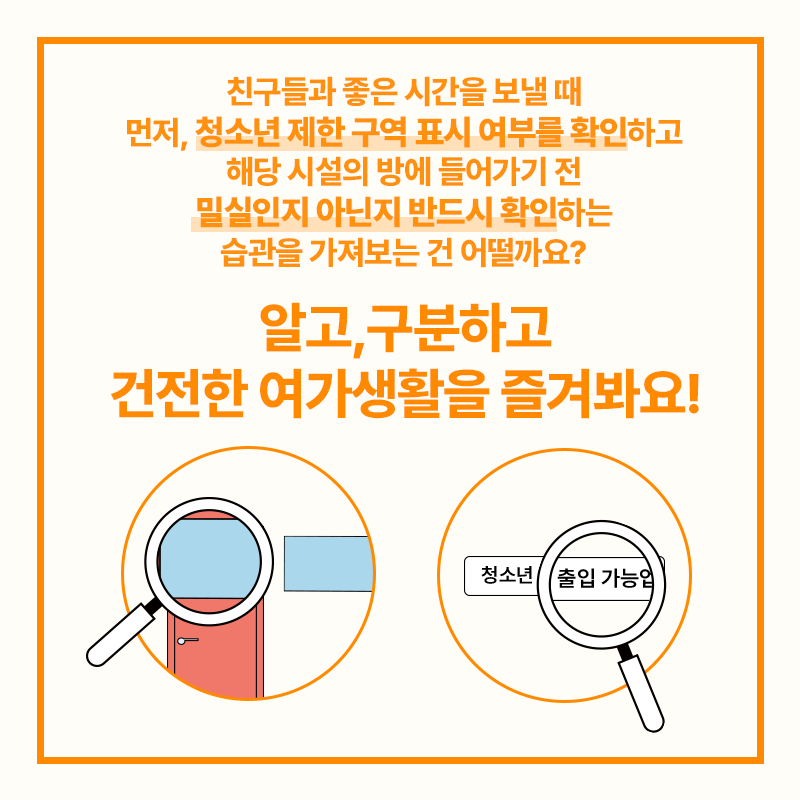 친구들과 좋은 시간을 보낼 때
먼저, 청소년 제한 구역 표시 여부를 확인하고
해당 시설의 방에 들어가기 전
밀실인지 아닌지 반드시 확인하는
습관을 가져보는 건 어떨까요?
알고,구분하고
건전한 여가생활을 즐겨봐요!
청소년 출입 가능업